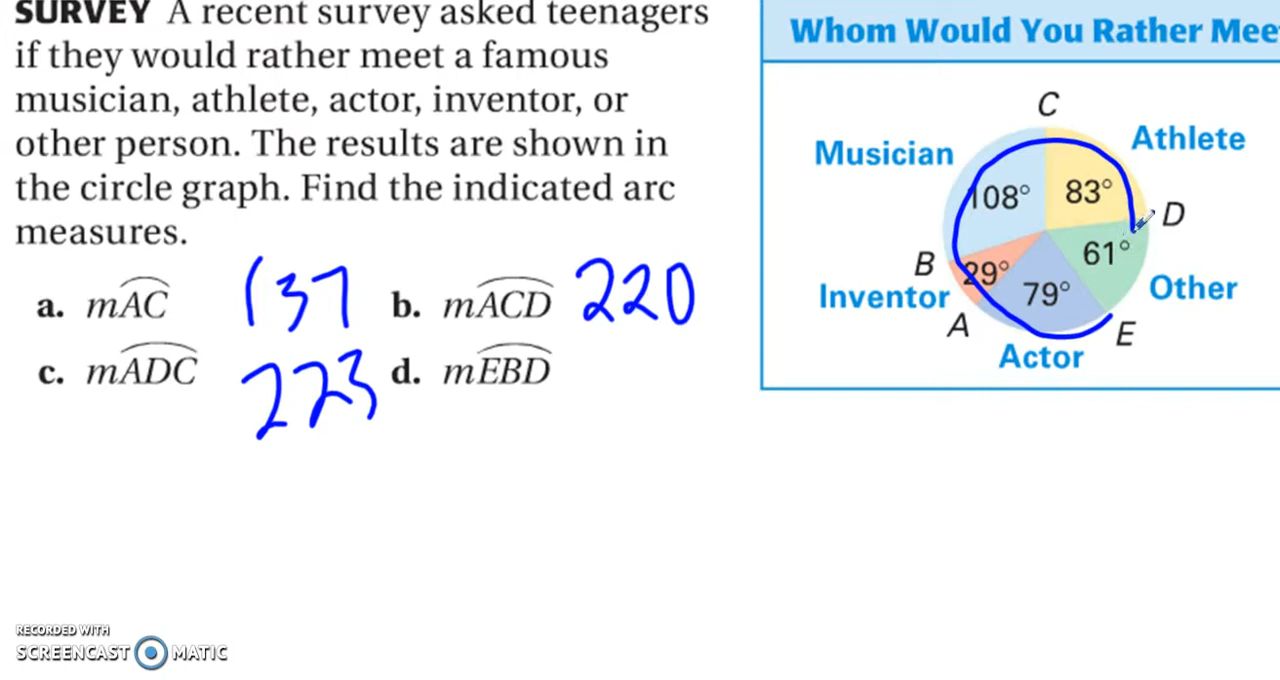 SURVEY A recent survey asked teenagers
if they would rather meet a famous
musician, athlete, actor, inventor, or
other person. The results are shown in
the circle graph. Find the indicated arc
measures.
a. mAC 137 b. mACD 220
c. mADC 223 d. mEBD
Whom Would You Rather Mee
C
Musician
Athlete
108°
83°
D
61°
B
29°
79°
Inventor
Other
A
E
Actor
RECORDED WITH
SCREENCAST MATIC